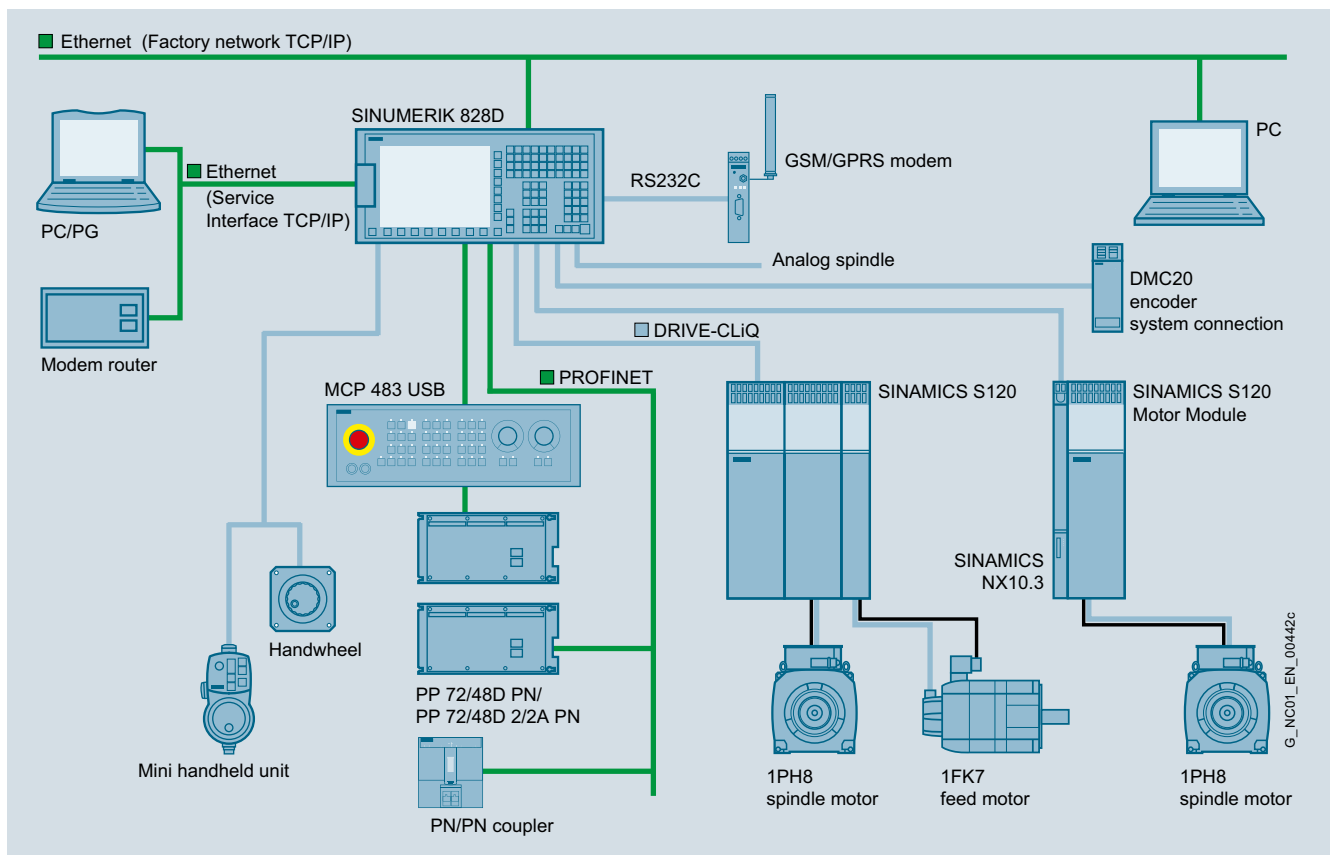 Ethernet (Factory network TCP/IP)
SINUMERIK 828D
PC
GSM/GPRS modem
RS232C
Ethernet
(Service
Interface TCP/IP)
PC/PG
Analog spindle
DMC20
encoder
system connection
DRIVE-CLiQ
Modem router
PROFINET
MCP 483 USB
SINAMICS S120
SINAMICS S120
Motor Module
SINAMICS
NX10.3
Handwheel
PP 72/48D PN/
PP 72/48D 2/2A PN
Mini handheld unit
1PH8
spindle motor
1FK7
feed motor
1PH8
spindle motor
PN/PN coupler
G_NC01_EN_00442c